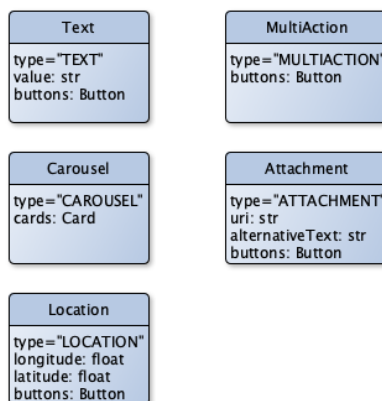 Text
type="TEXT"
value: str
buttons: Button
MultiAction
type="MULTIACTION"
buttons: Button
Carousel
type="CAROUSEL"
cards: Card
Attachment
type="ATTACHMENT"
uri: str
alternativeText: str
buttons: Button
Location
type="LOCATION"
longitude: float
latitude: float
buttons: Button